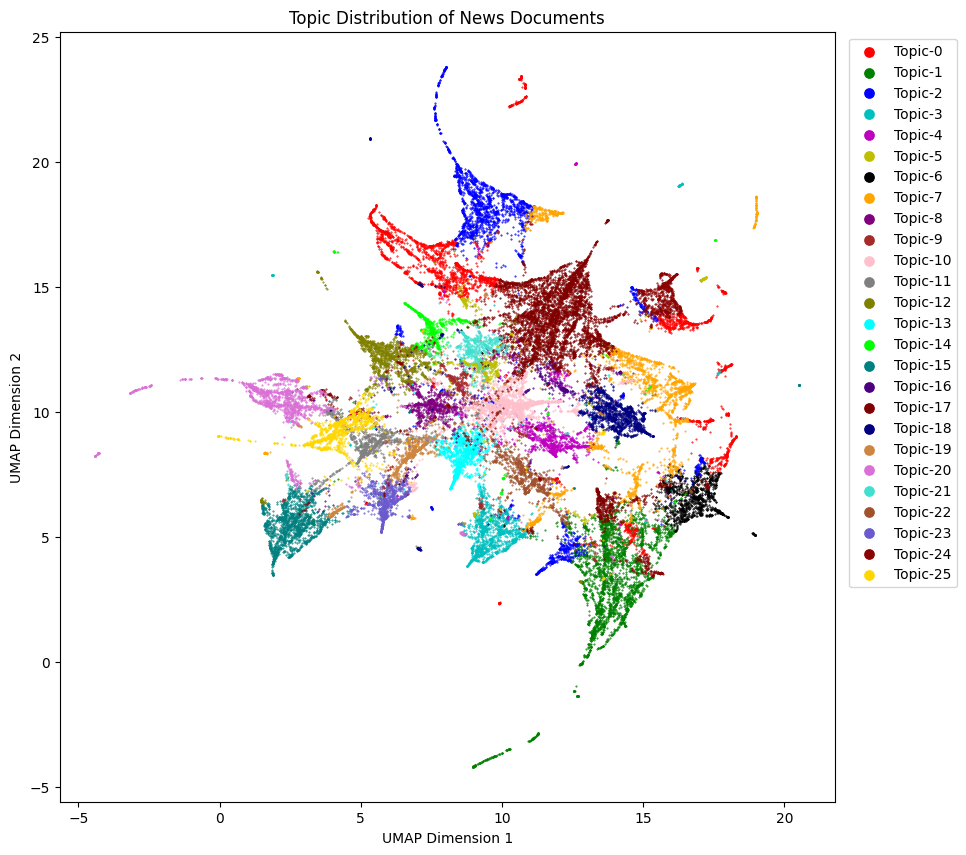 Topic Distribution of News Documents
25
20
15
10
5
0
−5
UMAP Dimension 2
−5
0
5
10
15
20
UMAP Dimension 1
Topic-0
Topic-1
Topic-2
Topic-3
Topic-4
Topic-5
Topic-6
Topic-7
Topic-8
Topic-9
Topic-10
Topic-11
Topic-12
Topic-13
Topic-14
Topic-15
Topic-16
Topic-17
Topic-18
Topic-19
Topic-20
Topic-21
Topic-22
Topic-23
Topic-24
Topic-25